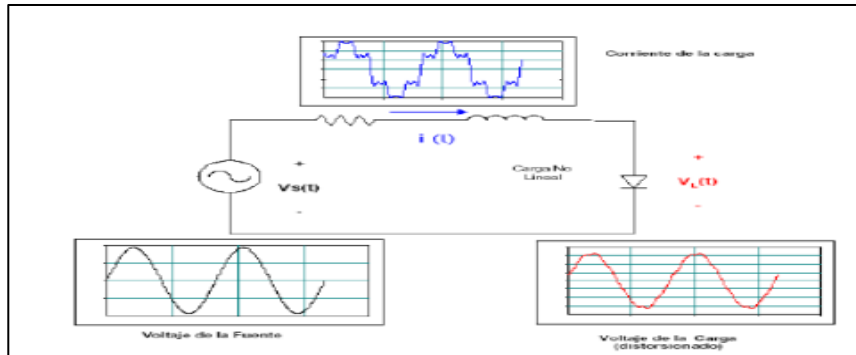 Corriente de la carga
i (t)
Carga No
Lineal
+
Vs(t)
-
+
VL(t)
-
Voltaje de la Fuente
Voltaje de la Carga
(distorsionado)